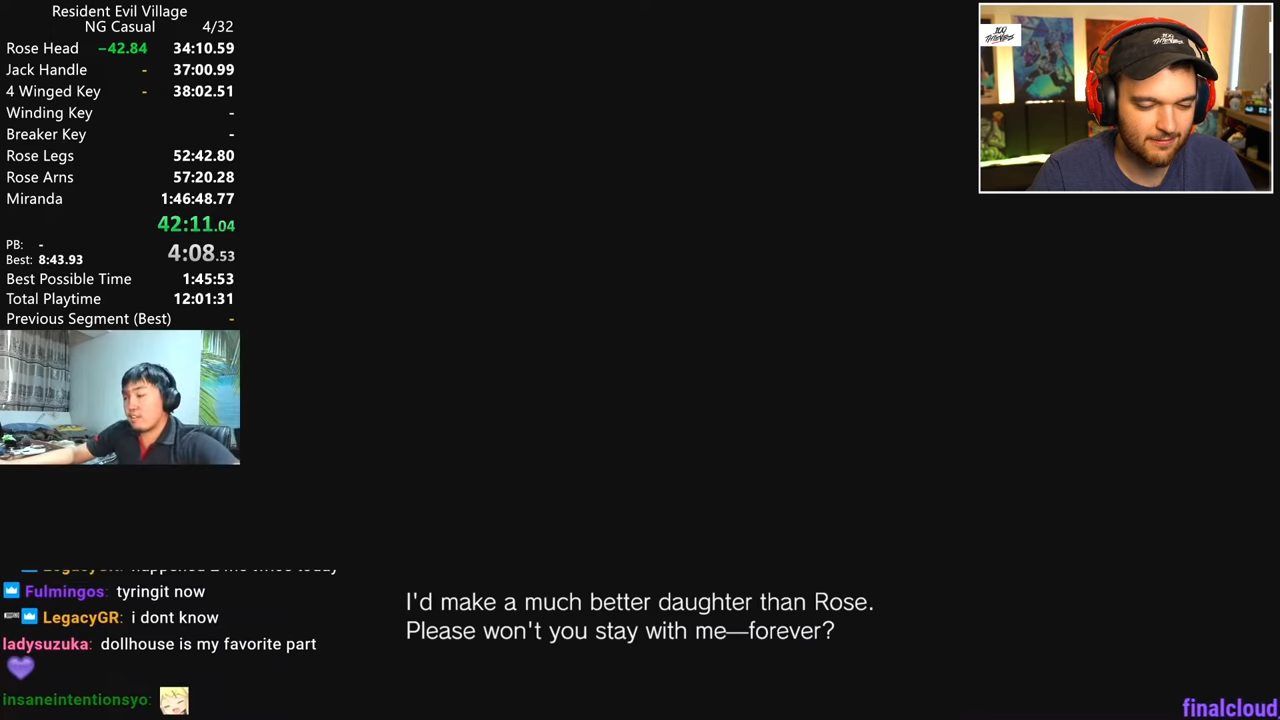 Resident Evil Village
NG Casual 4/32
Rose Head −42.84 34:10.59
Jack Handle - 37:00.99
4 Winged Key - 38:02.51
Winding Key -
Breaker Key -
Rose Legs 52:42.80
Rose Arns 57:20.28
Miranda 1:46:48.77
42:11.04
PB: -
Best: 8:43.93
4:08.53
Best Possible Time 1:45:53
Total Playtime 12:01:31
Previous Segment (Best) -
100
THIEVES
Fulmingos: tyringit now
LegacyGR: i dont know
ladysuzuka: dollhouse is my favorite part
insaneintentionsyo:
I'd make a much better daughter than Rose.
Please won't you stay with me—forever?
finalcloud